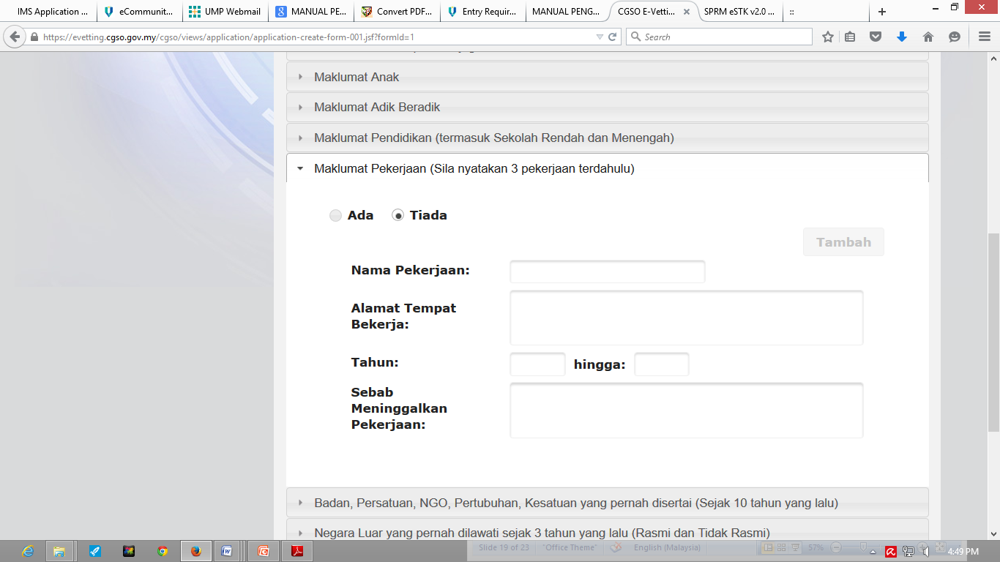 IMS Application ...
eCommunit...
UMP Webmail
MANUAL PE...
Convert PDF...
Entry Requir...
MANUAL PENG...
CGSO E-Vetti...
SPRM eSTK v2.0 ...
::
https://evetting.cgso.gov.my/cgso/views/application/application-create-form-001.jsf?formId=1
Search
Maklumat Anak
Maklumat Adik Beradik
Maklumat Pendidikan (termasuk Sekolah Rendah dan Menengah)
Maklumat Pekerjaan (Sila nyatakan 3 pekerjaan terdahulu)
Ada Tiada
Tambah
Nama Pekerjaan:
Alamat Tempat
Bekerja:
Tahun: hingga:
Sebab
Meninggalkan
Pekerjaan:
Badan, Persatuan, NGO, Pertubuhan, Kesatuan yang pernah disertai (Sejak 10 tahun yang lalu)
Negara Luar yang pernah dilawati sejak 3 tahun yang lalu (Rasmi dan Tidak Rasmi)
Slide 19 of 23 "Office Theme" English (Malaysia) 57% 4:49 PM